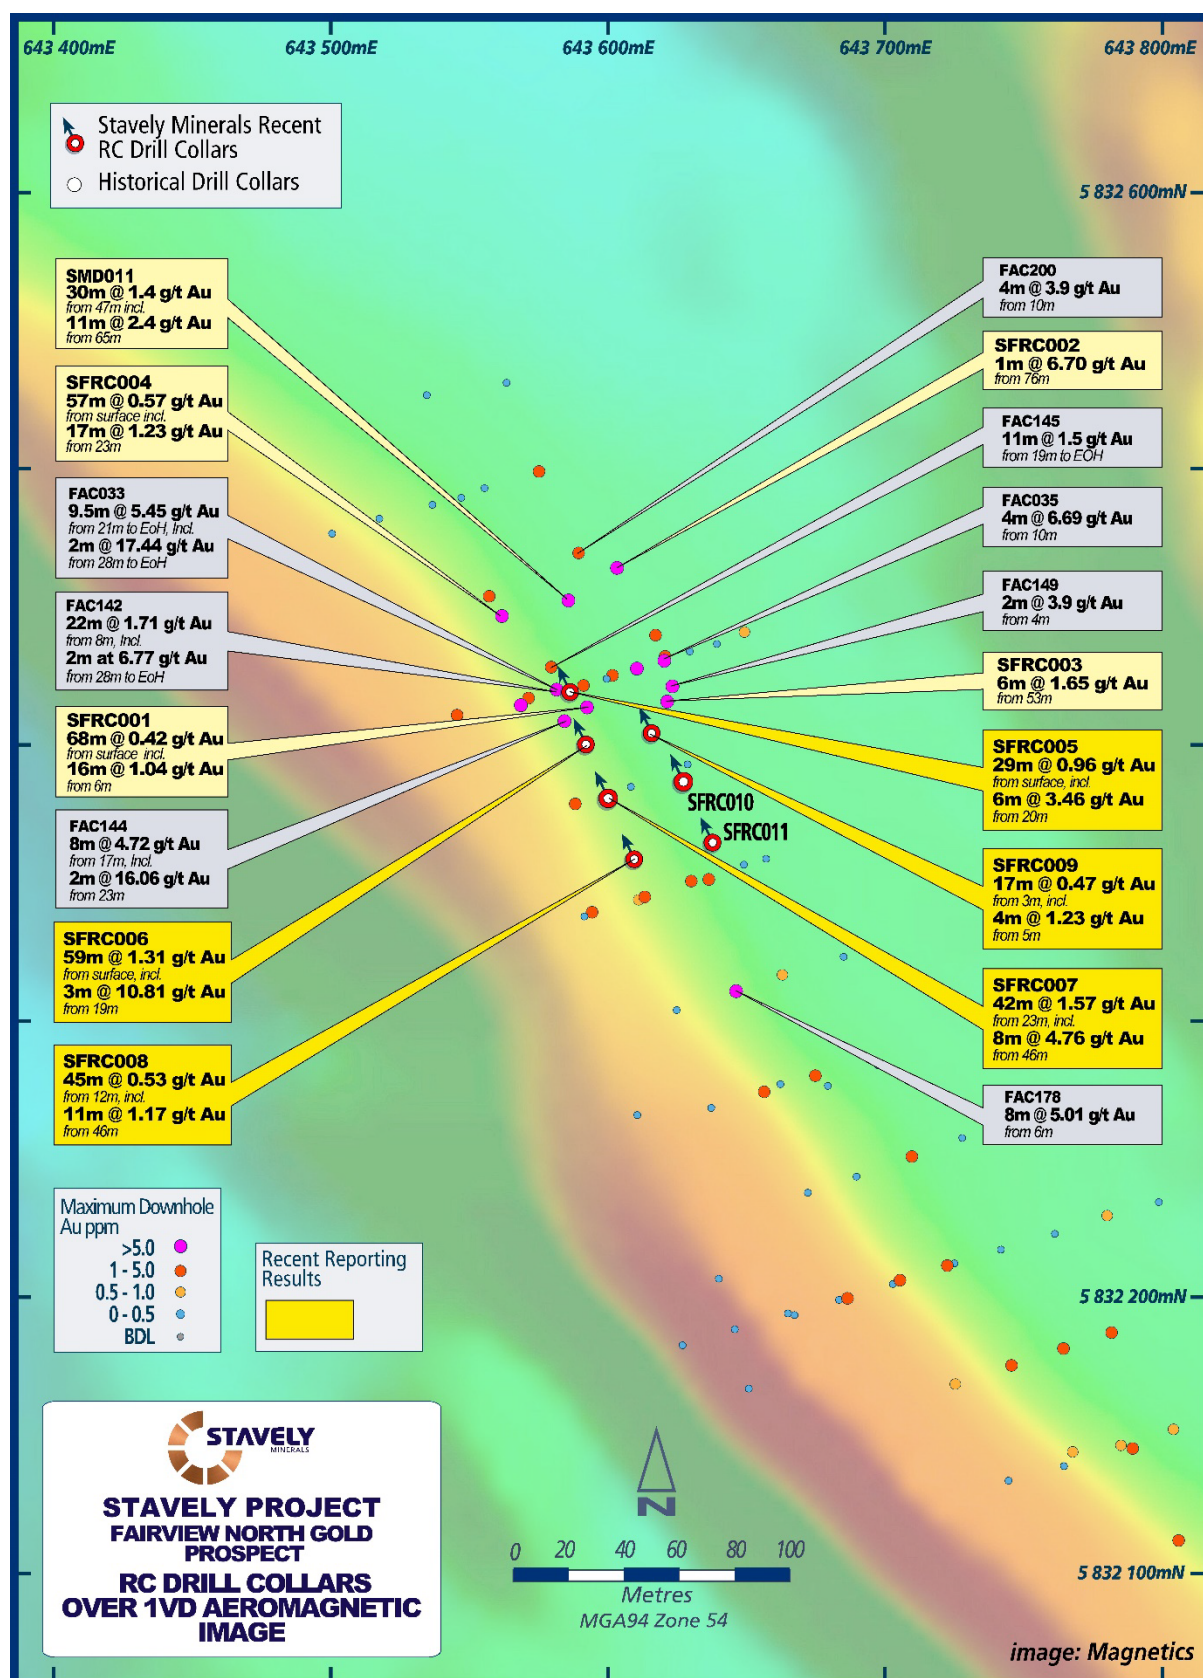 643 400mE
643 500mE
643 600mE
643 700mE
643 800mE
Stavely Minerals Recent
RC Drill Collars
Historical Drill Collars
5 832 600mN
SMD011
30m @ 1.4 g/t Au
from 47m incl.
11m @ 2.4 g/t Au
from 65m
SFRC004
57m @ 0.57 g/t Au
from surface incl.
17m @ 1.23 g/t Au
from 23m
FAC033
9.5m @ 5.45 g/t Au
from 21m to EoH, Incl.
2m @ 17.44 g/t Au
from 28m to EoH
FAC142
22m @ 1.71 g/t Au
from 8m, Incl.
2m at 6.77 g/t Au
from 28m to EoH
SFRC001
68m @ 0.42 g/t Au
from surface incl.
16m @ 1.04 g/t Au
from 6m
FAC144
8m @ 4.72 g/t Au
from 17m, Incl.
2m @ 16.06 g/t Au
from 23m
SFRC006
59m @ 1.31 g/t Au
from surface, incl.
3m @ 10.81 g/t Au
from 19m
SFRC008
45m @ 0.53 g/t Au
from 12m, incl.
11m @ 1.17 g/t Au
from 46m
FAC200
4m @ 3.9 g/t Au
from 10m
SFRC002
1m @ 6.70 g/t Au
from 76m
FAC145
11m @ 1.5 g/t Au
from 19m to EOH
FAC035
4m @ 6.69 g/t Au
from 10m
FAC149
2m @ 3.9 g/t Au
from 4m
SFRC003
6m @ 1.65 g/t Au
from 53m
SFRC005
29m @ 0.96 g/t Au
from surface, incl
6m @ 3.46 g/t Au
from 20m
SFRC009
17m @ 0.47 g/t Au
from 3m, incl.
4m @ 1.23 g/t Au
from 5m
SFRC007
42m @ 1.57 g/t Au
from 23m, incl.
8m @ 4.76 g/t Au
from 46m
FAC178
8m @ 5.01 g/t Au
from 6m
SFRC010
SFRC011
Maximum Downhole
Au ppm
>5.0
1 - 5.0
0.5 - 1.0
0 - 0.5
BDL
Recent Reporting
Results
5 832 200mN
STAVELY
MINERALS
STAVELY PROJECT
FAIRVIEW NORTH GOLD
PROSPECT
RC DRILL COLLARS
OVER 1VD AEROMAGNETIC
IMAGE
N
0 20 40 60 80 100
Metres
MGA94 Zone 54
5 832 100mN
image: Magnetics